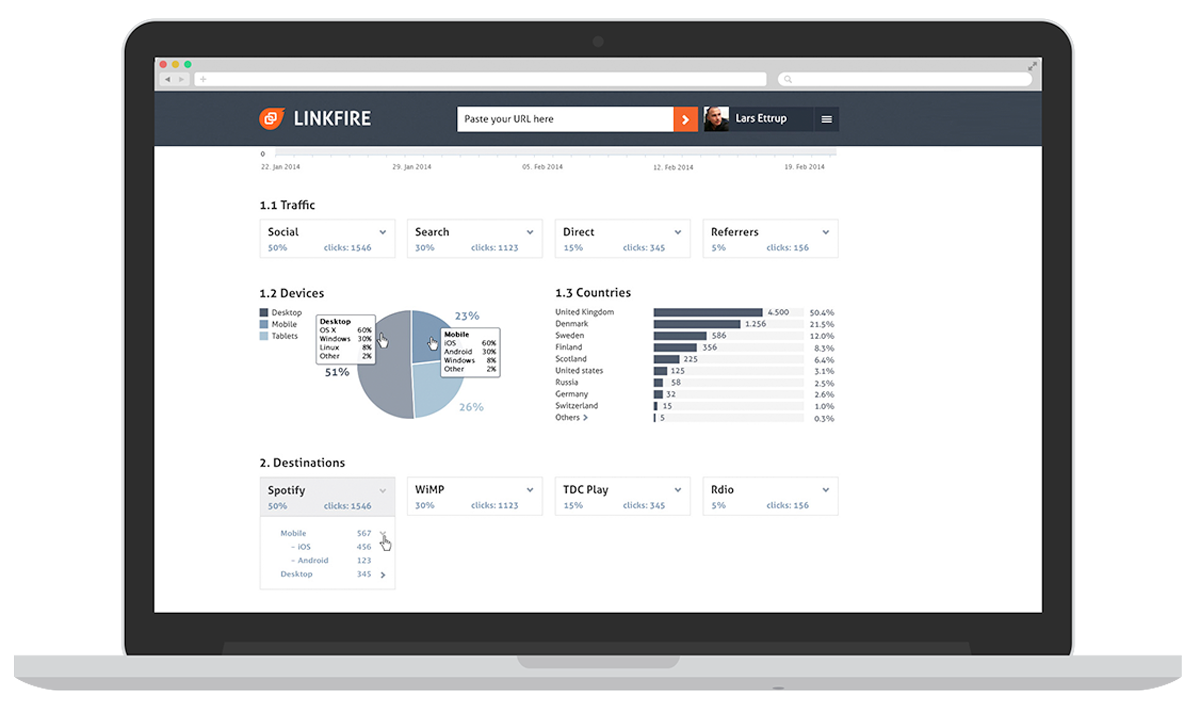 LINKFIRE
Paste your URL here
Lars Ettrup
0
22. Jan 2014 29. Jan 2014 05. Feb 2014 12. Feb 2014 19. Feb 2014
1.1 Traffic
Social
50% clicks: 1546
Search
30% clicks: 1123
Direct
15% clicks: 345
Referrers
5% clicks: 156
1.2 Devices
Desktop
Mobile
Tablets
Desktop
OS X 60%
Windows 30%
Linux 8%
Other 2%
51%
23%
Mobile
iOS 60%
Android 30%
Windows 8%
Other 2%
26%
1.3 Countries
United Kingdom 4.500 50.4%
Denmark 1.256 21.5%
Sweden 586 12.0%
Finland 356 8.3%
Scotland 225 6.4%
United states 125 3.1%
Russia 58 2.5%
Germany 32 2.6%
Switzerland 15 1.0%
Others > 5 0.3%
2. Destinations
Spotify
50% clicks: 1546
Mobile 567
- iOS 456
- Android 123
Desktop 345
WiMP
30% clicks: 1123
TDC Play
15% clicks: 345
Rdio
5% clicks: 156